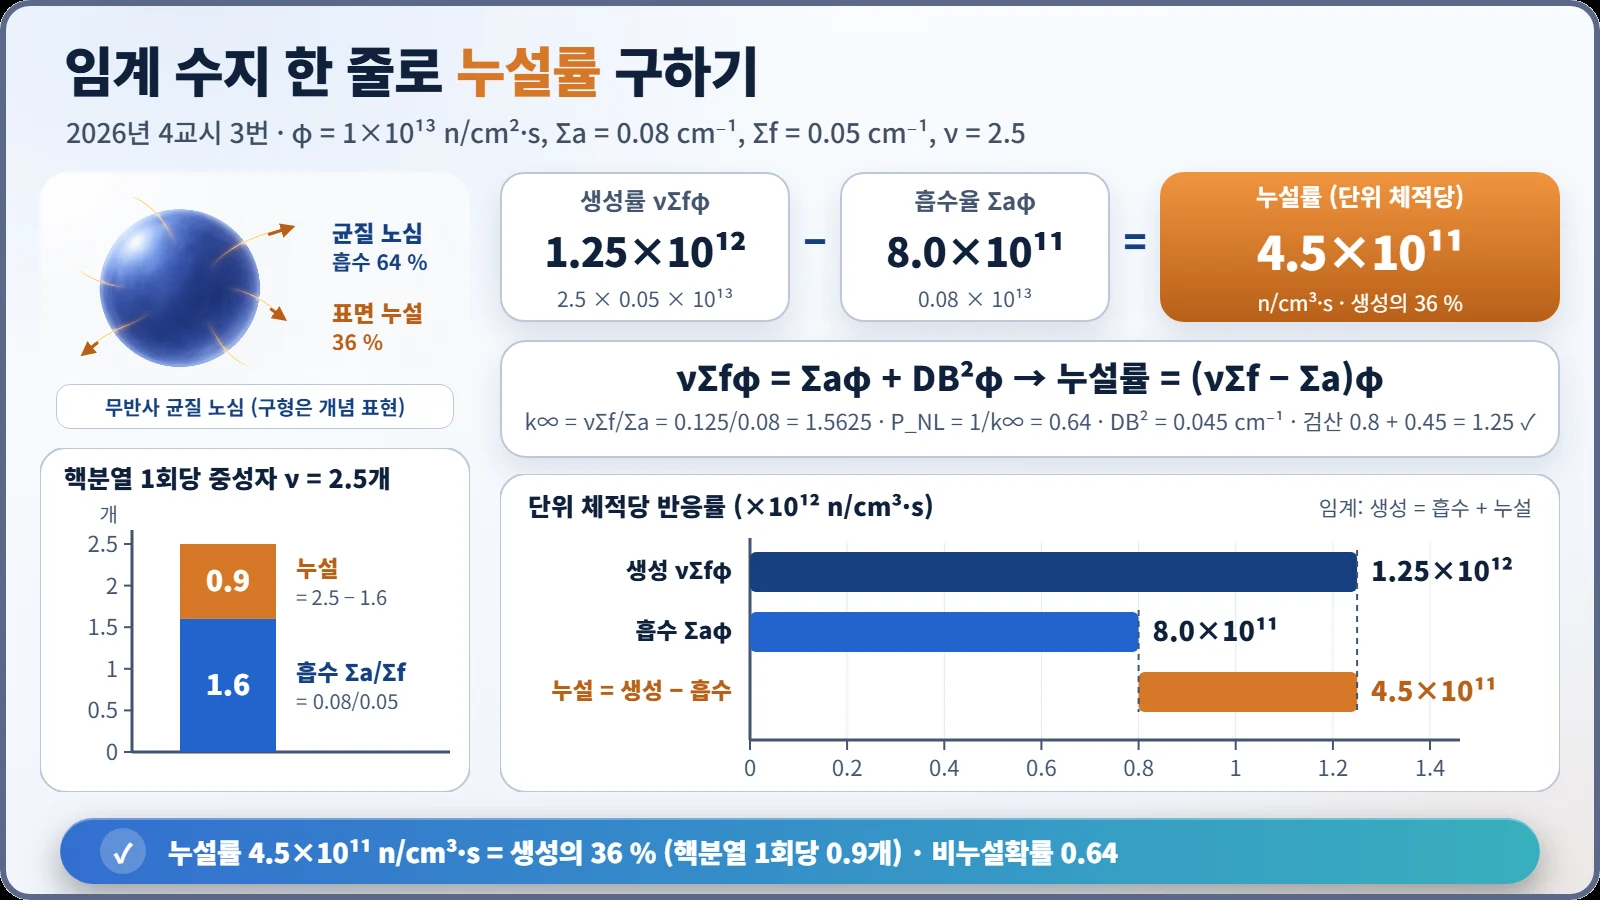 임계 수지 한 줄로 누설률 구하기
2026년 4교시 3번 · φ = 1×10¹³ n/cm²·s, Σa = 0.08 cm⁻¹, Σf = 0.05 cm⁻¹, ν = 2.5
균질 노심
흡수 64 %
표면 누설
36 %
무반사 균질 노심 (구형은 개념 표현)
생성률 νΣfφ
1.25×10¹²
2.5 × 0.05 × 10¹³
−
흡수율 Σaφ
8.0×10¹¹
0.08 × 10¹³
=
누설률 (단위 체적당)
4.5×10¹¹
n/cm³·s · 생성의 36 %
νΣfφ = Σaφ + DB²φ → 누설률 = (νΣf − Σa)φ
k∞ = νΣf/Σa = 0.125/0.08 = 1.5625 · P_NL = 1/k∞ = 0.64 · DB² = 0.045 cm⁻¹ · 검산 0.8 + 0.45 = 1.25 ✓
핵분열 1회당 중성자 ν = 2.5개
개
2.5
2
1.5
1
0.5
0
0.9
1.6
누설
= 2.5 − 1.6
흡수 Σa/Σf
= 0.08/0.05
단위 체적당 반응률 (×10¹² n/cm³·s)
임계: 생성 = 흡수 + 누설
생성 νΣfφ
1.25×10¹²
흡수 Σaφ
8.0×10¹¹
누설 = 생성 − 흡수
4.5×10¹¹
0 0.2 0.4 0.6 0.8 1 1.2 1.4
✓ 누설률 4.5×10¹¹ n/cm³·s = 생성의 36 % (핵분열 1회당 0.9개) · 비누설확률 0.64